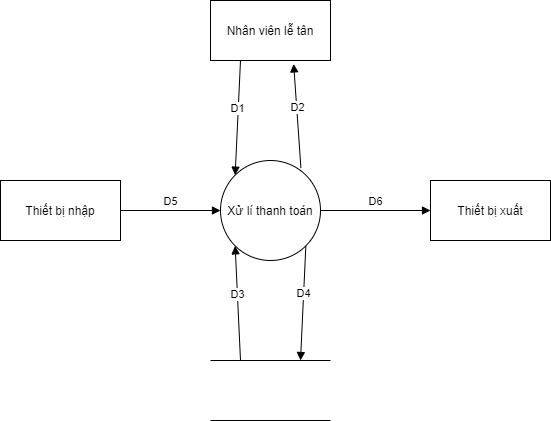 Nhân viên lễ tân
D1
D2
Thiết bị nhập
D5
Xử lí thanh toán
D6
Thiết bị xuất
D3
D4